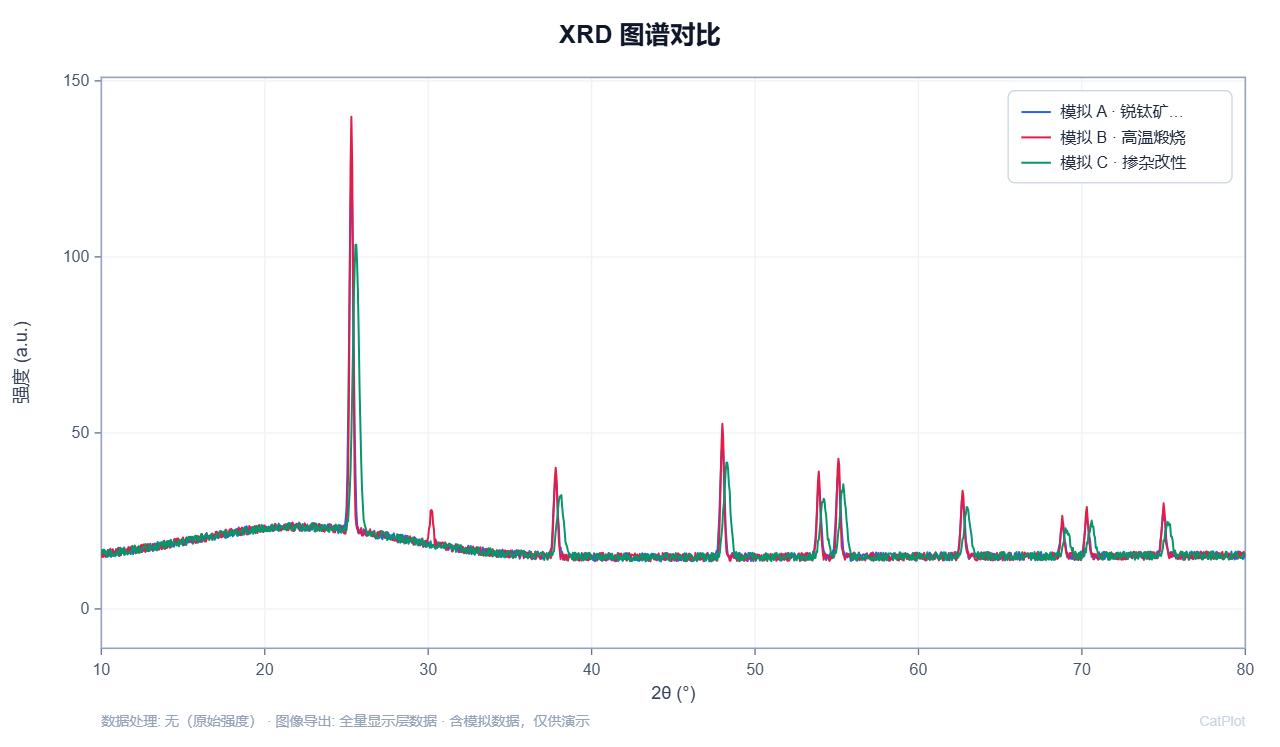 XRD 图谱对比
模拟 A · 锐钛矿…
模拟 B · 高温煅烧
模拟 C · 掺杂改性
150
100
50
0
强度 (a.u.)
10 20 30 40 50 60 70 80
2θ (°)
数据处理: 无（原始强度） · 图像导出: 全量显示层数据 · 含模拟数据，仅供演示
CatPlot